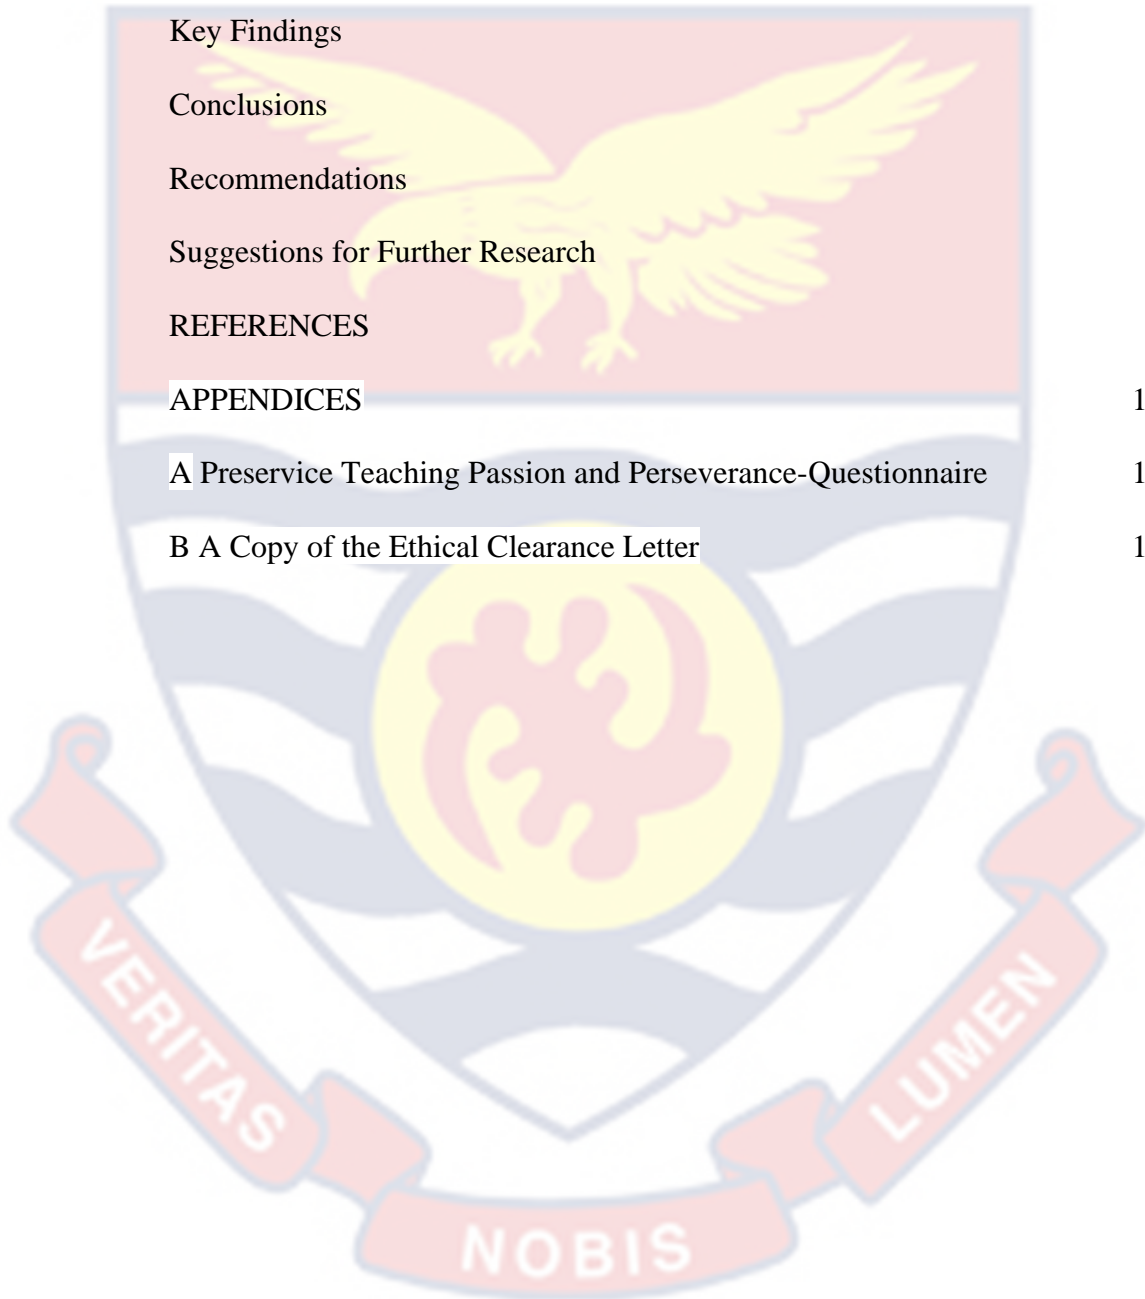 Key Findings
Conclusions
Recommendations
Suggestions for Further Research
REFERENCES
APPENDICES 1
A Preservice Teaching Passion and Perseverance-Questionnaire 1
B A Copy of the Ethical Clearance Letter 1
VERITAS
NOBIS
LUMEN